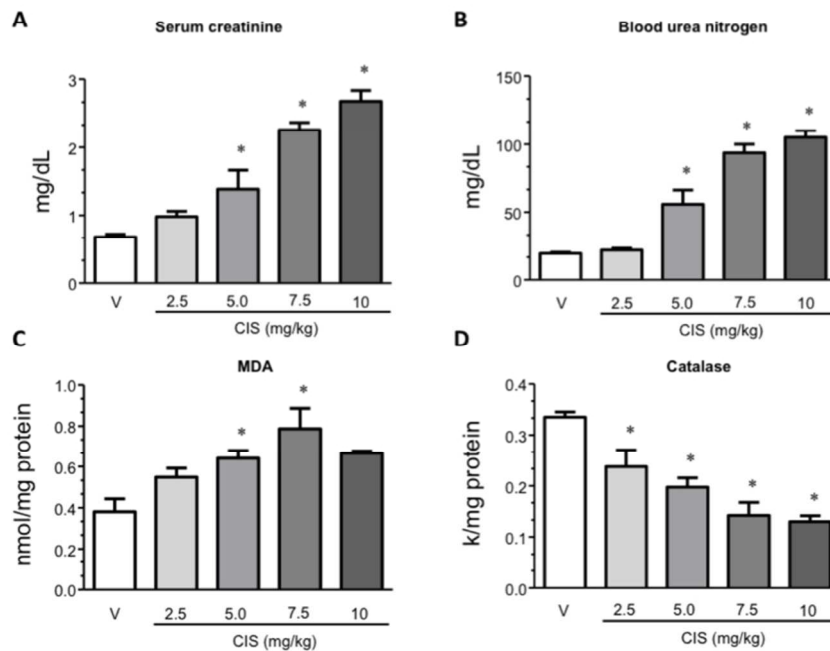 A
Serum creatinine
mg/dL
3
2
1
0
*
*
*
V
2.5
5.0
7.5
10
CIS (mg/kg)
B
Blood urea nitrogen
mg/dL
150
100
50
0
*
*
*
V
2.5
5.0
7.5
10
CIS (mg/kg)
C
MDA
nmol/mg protein
1.0
0.8
0.6
0.4
0.2
0.0
*
*
V
2.5
5.0
7.5
10
CIS (mg/kg)
D
Catalase
k/mg protein
0.4
0.3
0.2
0.1
0.0
*
*
*
*
V
2.5
5.0
7.5
10
CIS (mg/kg)